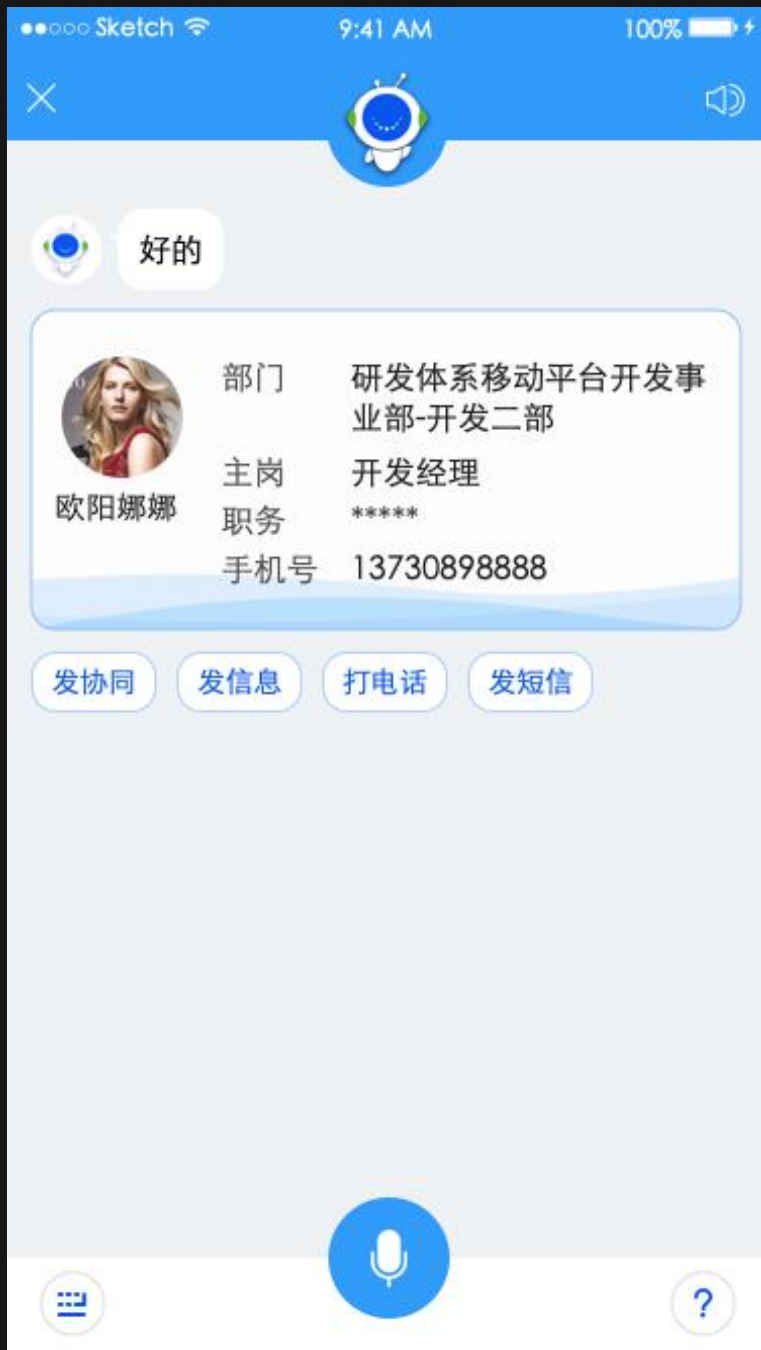 Sketch
9:41 AM
100%
好的
部门
研发体系移动平台开发事
业部-开发二部
主岗
开发经理
欧阳娜娜
职务
*****
手机号
13730898888
发协同
发信息
打电话
发短信
?